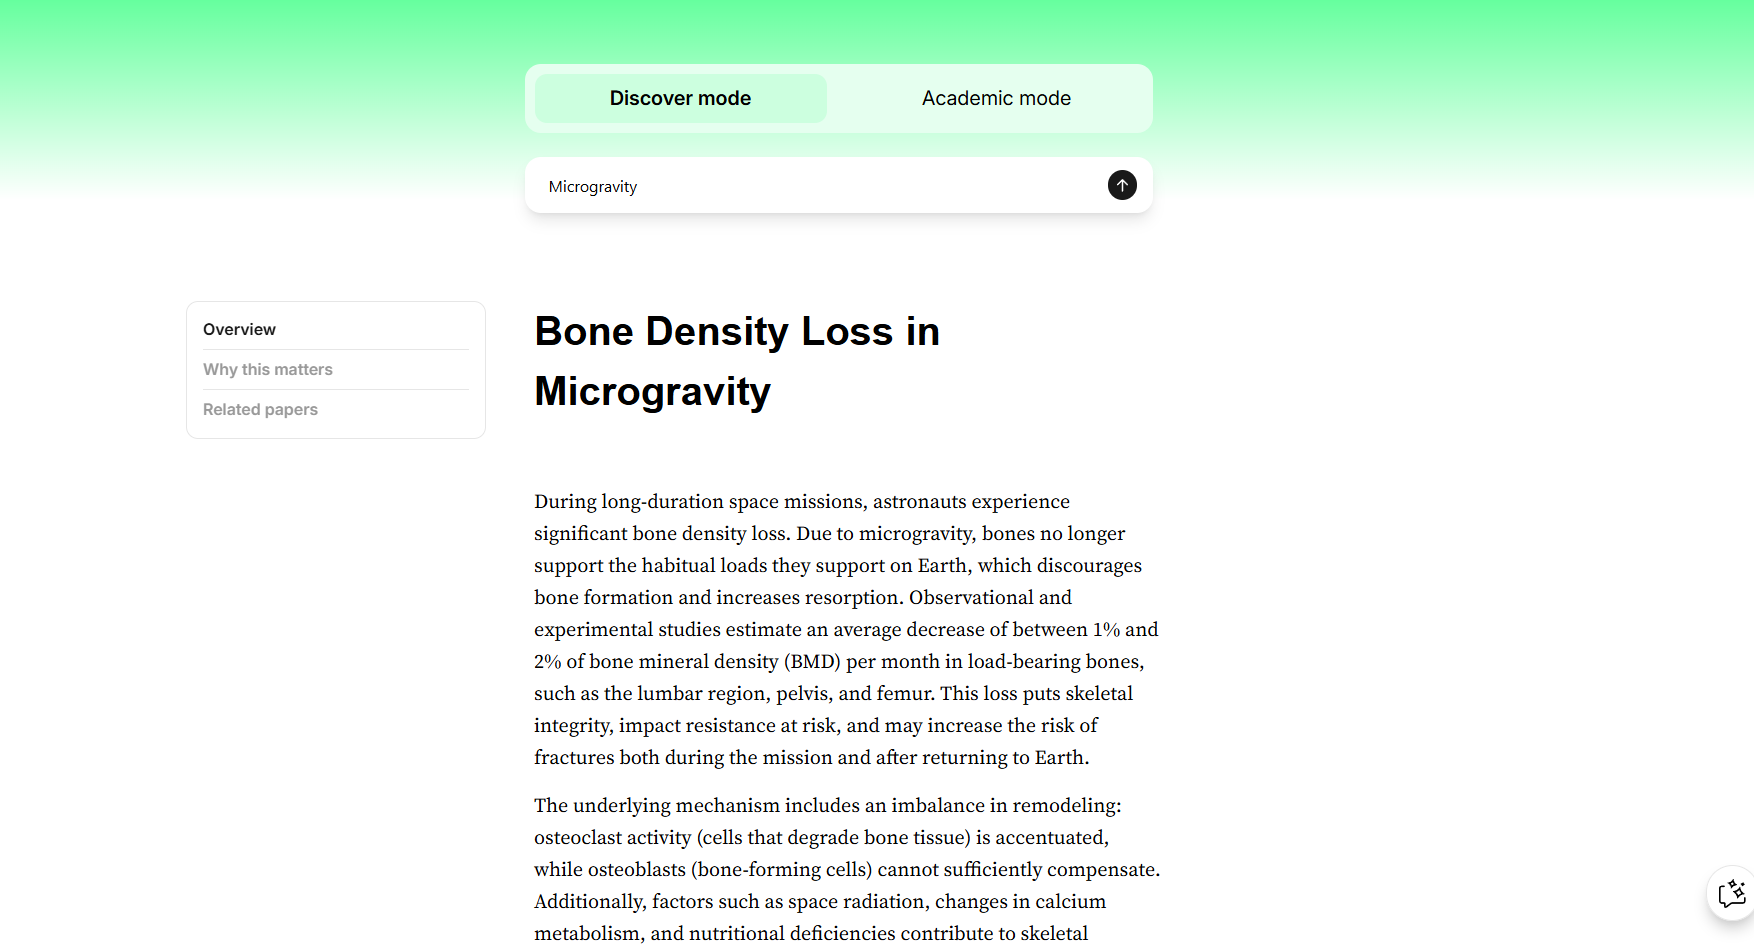 Discover mode
Academic mode
Microgravity
Overview
Why this matters
Related papers
Bone Density Loss in
Microgravity
During long-duration space missions, astronauts experience
significant bone density loss. Due to microgravity, bones no longer
support the habitual loads they support on Earth, which discourages
bone formation and increases resorption. Observational and
experimental studies estimate an average decrease of between 1% and
2% of bone mineral density (BMD) per month in load-bearing bones,
such as the lumbar region, pelvis, and femur. This loss puts skeletal
integrity, impact resistance at risk, and may increase the risk of
fractures both during the mission and after returning to Earth.
The underlying mechanism includes an imbalance in remodeling:
osteoclast activity (cells that degrade bone tissue) is accentuated,
while osteoblasts (bone-forming cells) cannot sufficiently compensate.
Additionally, factors such as space radiation, changes in calcium
metabolism, and nutritional deficiencies contribute to skeletal